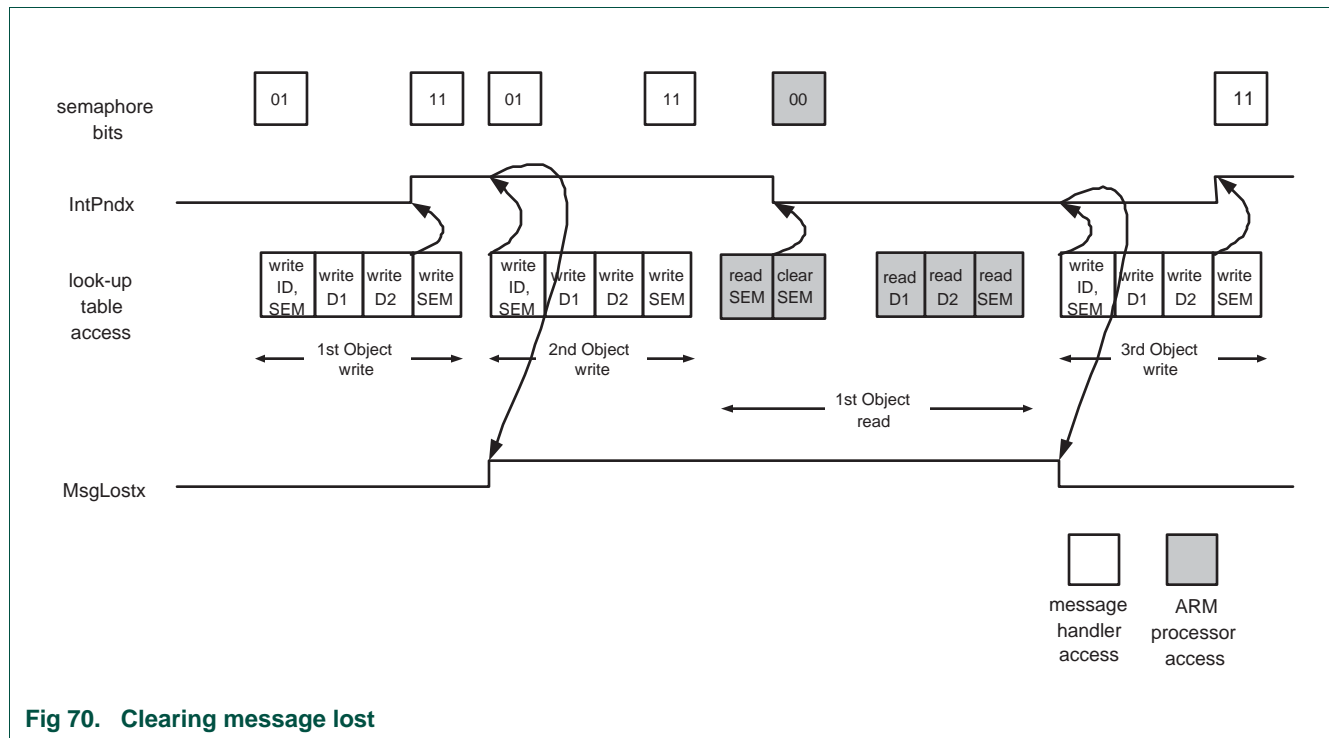 semaphore
bits
01
11
01
11
00
11
IntPndx
look-up
table
access
write
ID,
SEM
write
D1
write
D2
write
SEM
write
ID,
SEM
write
D1
write
D2
write
SEM
read
SEM
clear
SEM
read
D1
read
D2
read
SEM
write
ID,
SEM
write
D1
write
D2
write
SEM
1st Object
write
2nd Object
write
1st Object
read
3rd Object
write
MsgLostx
message
handler
access
ARM
processor
access
Fig 70. Clearing message lost